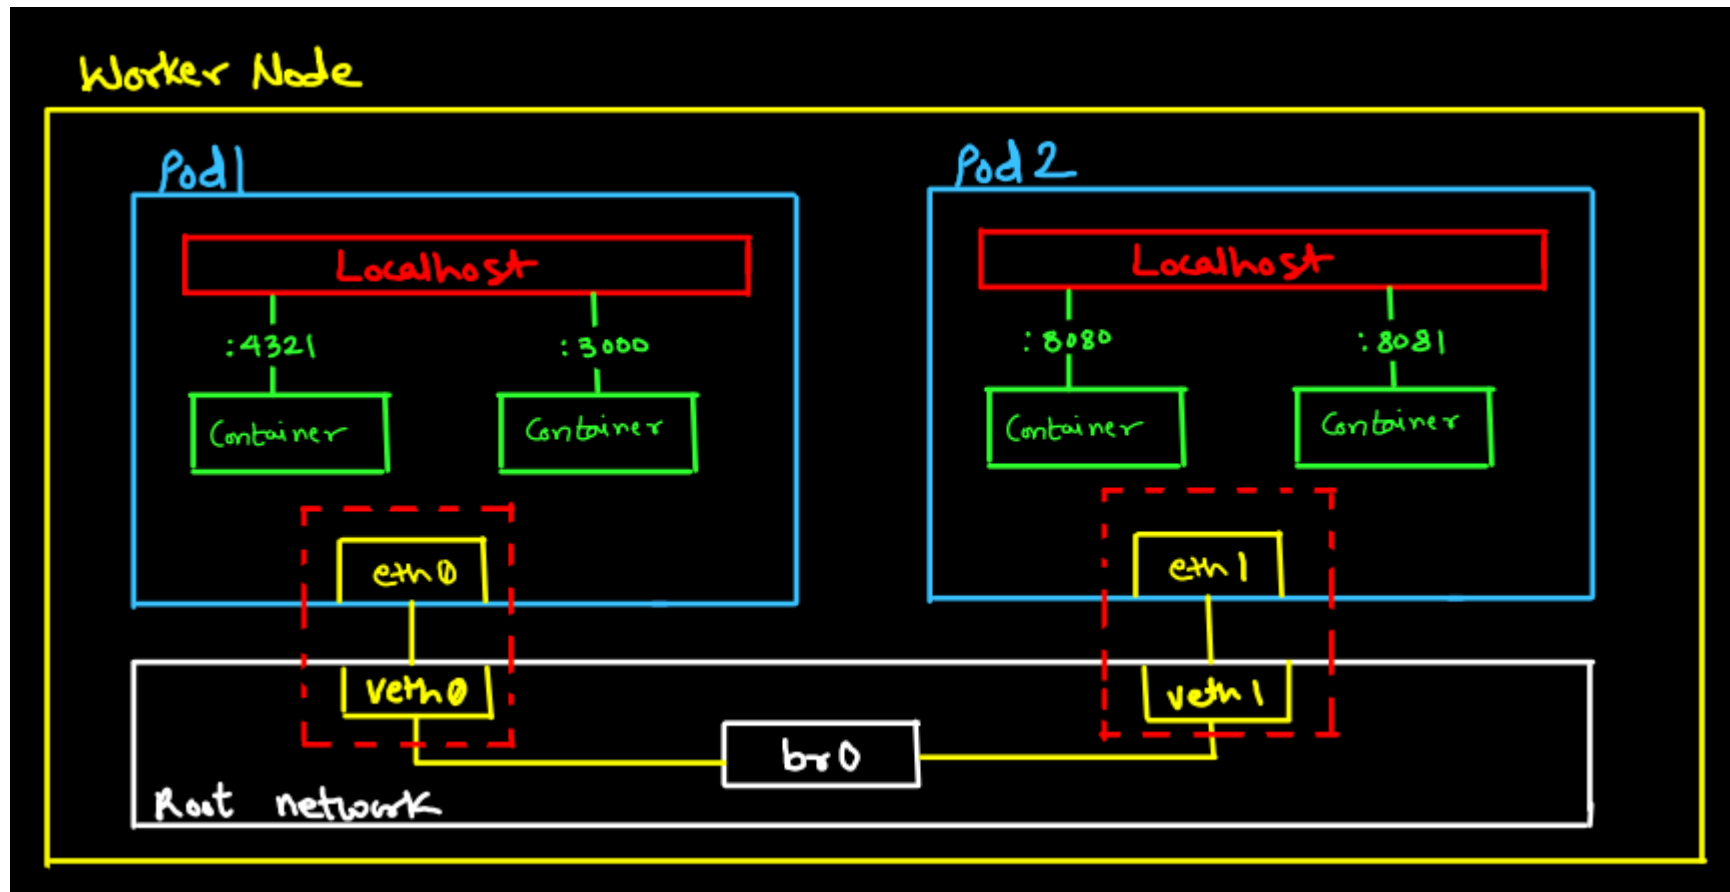 Worker Node
Pod1
Pod 2
Localhost
Localhost
:4321
:3000
:8080
:8081
Container
Container
Container
Container
eth0
eth1
veth0
veth1
br0
Root network